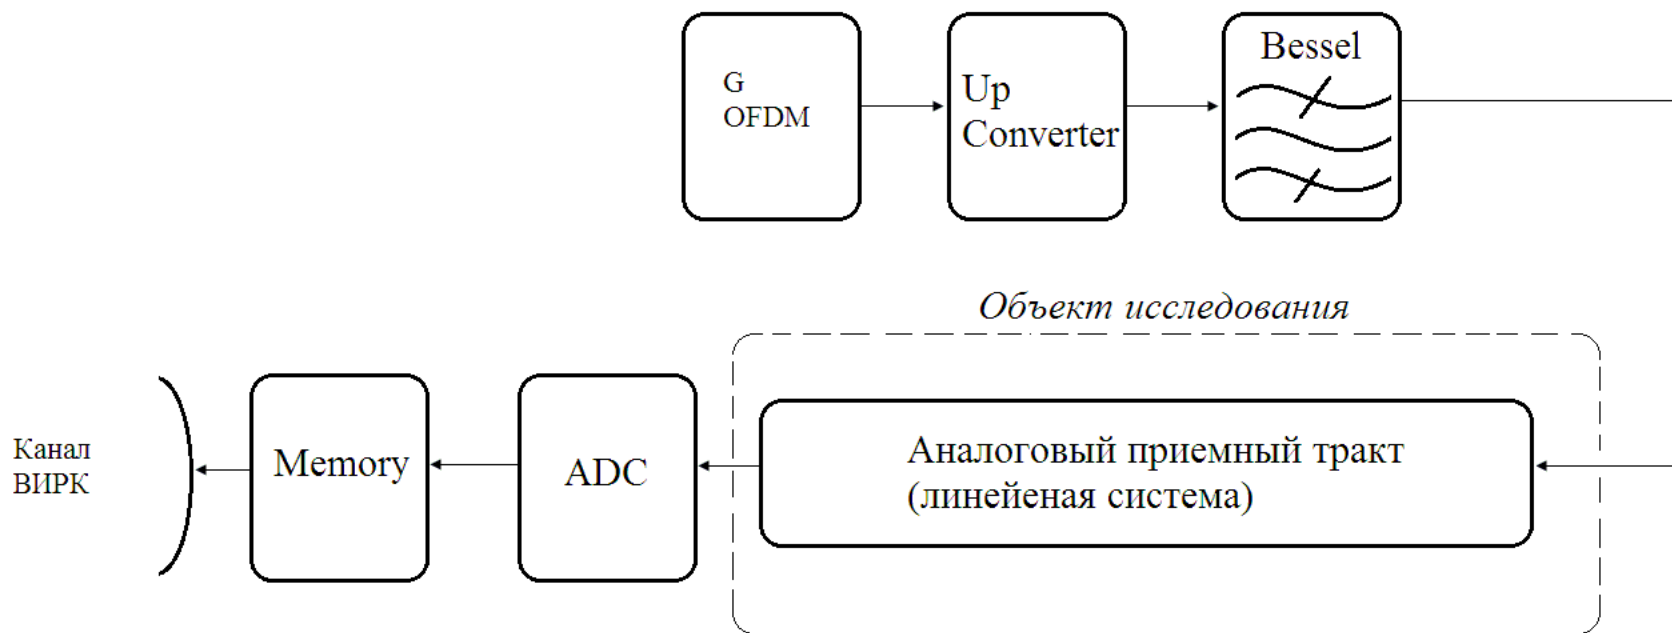 G
OFDM
Up
Converter
Bessel
Объект исследования
Канал
ВИРК
Memory
ADC
Аналоговый приемный тракт
(линейеная система)